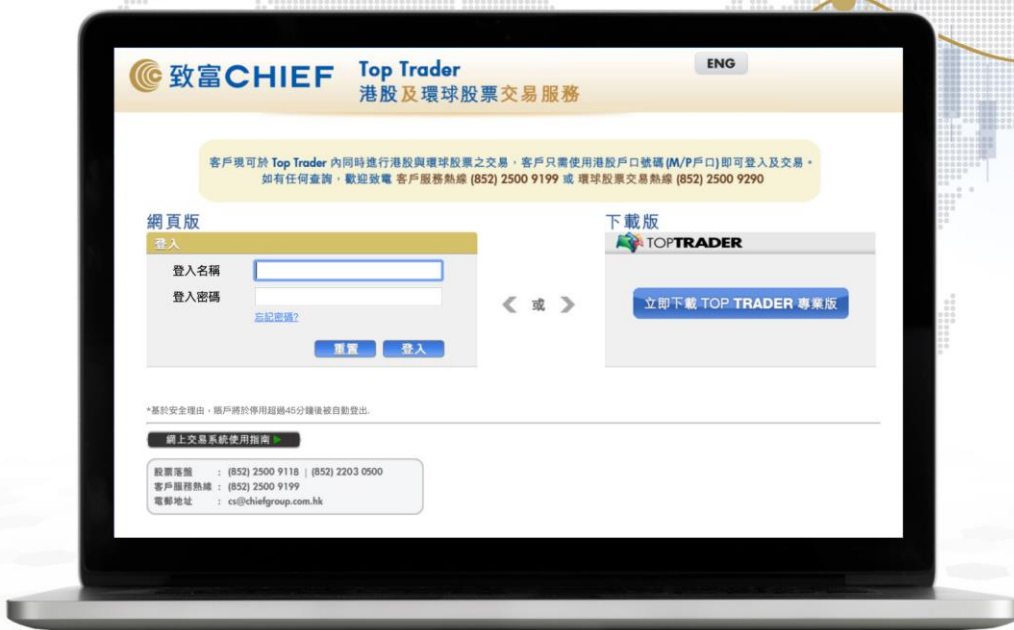 致富CHIEF
Top Trader
港股及環球股票交易服務
ENG
客戶現可於 Top Trader 內同時進行港股與環球股票之交易，客戶只需使用港股戶口號碼 (M/P戶口)即可登入及交易。
如有任何查詢，歡迎致電 客戶服務熱線 (852) 2500 9199 或 環球股票交易熱線 (852) 2500 9290
網頁版
登入
登入名稱
登入密碼
忘記密碼?
重置 登入
或
下載版
TOPTRADER
立即下載 TOP TRADER 專業版
*基於安全理由，賬戶將於停用超過45分鐘後被自動登出.
網上交易系統使用指南
股票落盤 : (852) 2500 9118 | (852) 2203 0500
客戶服務熱線 : (852) 2500 9199
電郵地址 : cs@chiefgroup.com.hk